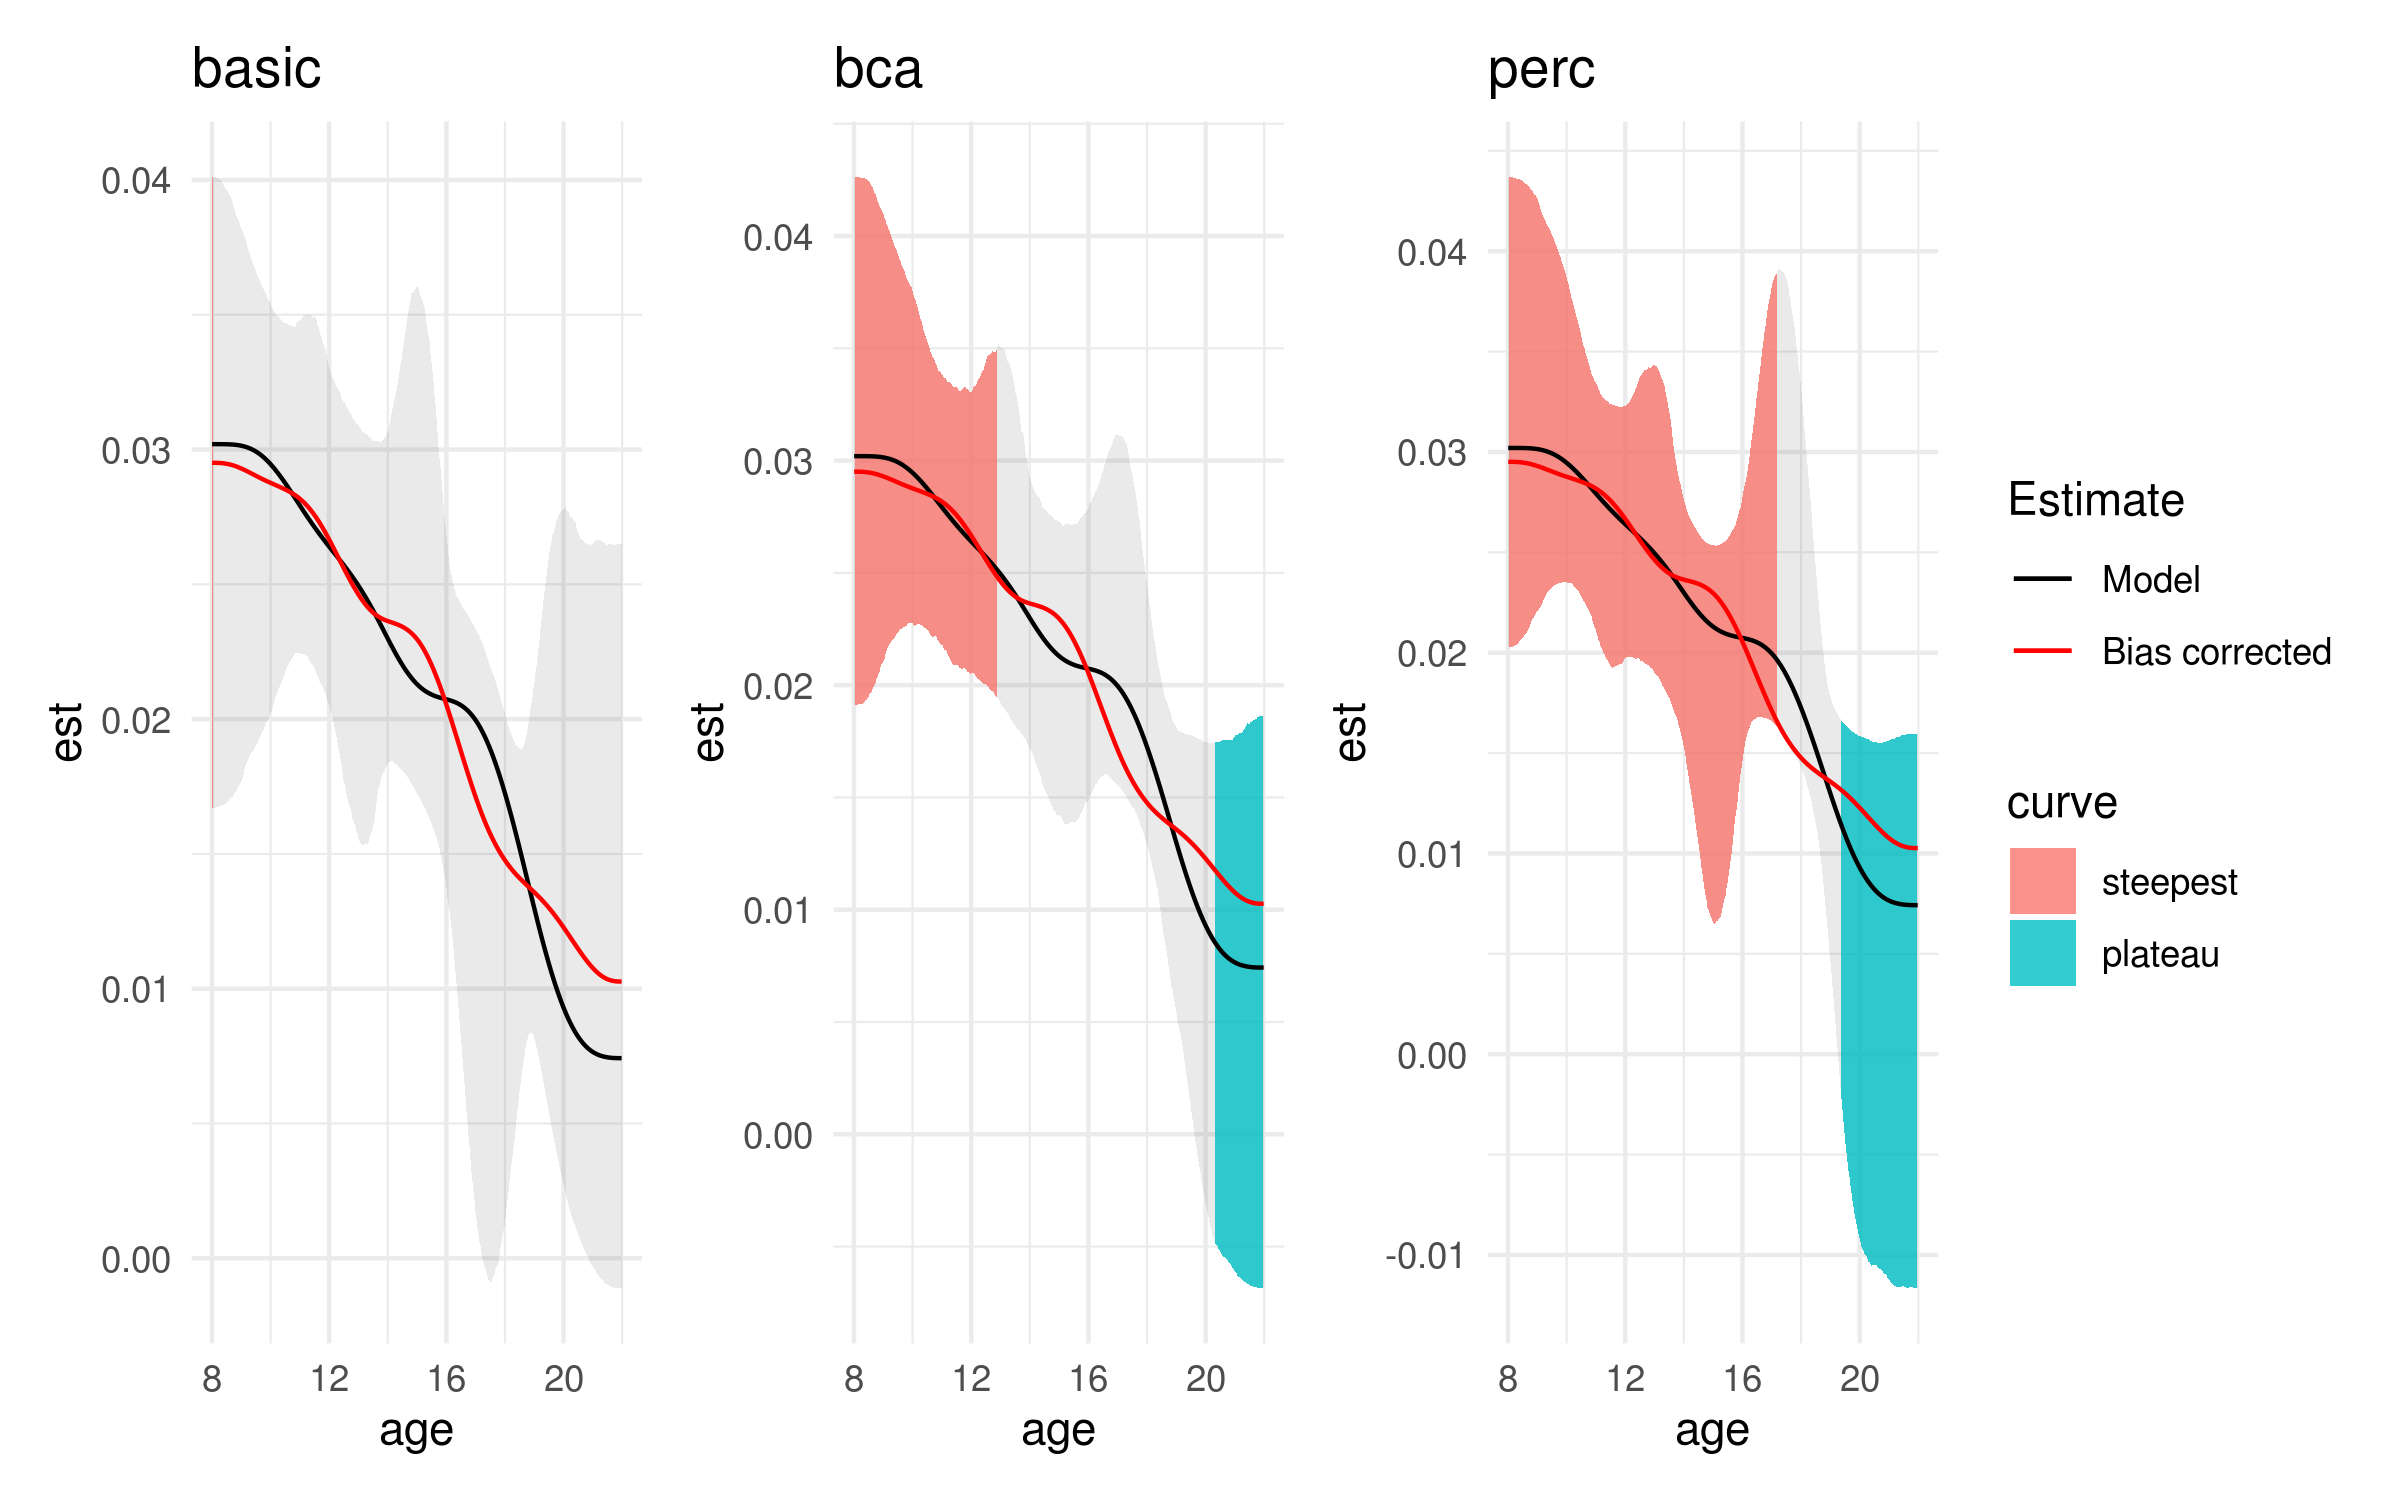 basic
bca
perc
0.04
0.03
0.02
0.01
0.00
est
8 12 16 20
age
0.04
0.03
0.02
0.01
0.00
est
8 12 16 20
age
0.04
0.03
0.02
0.01
0.00
-0.01
est
8 12 16 20
age
Estimate
Model
Bias corrected
curve
steepest
plateau